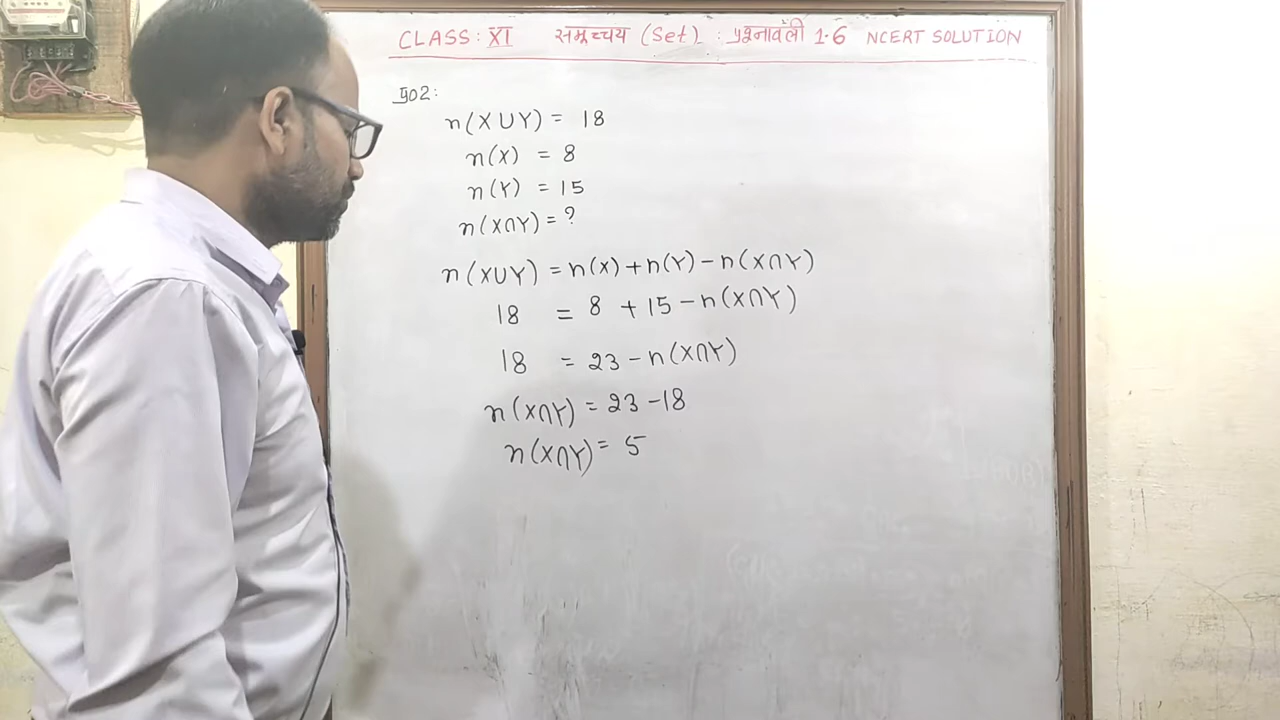 CLASS: XI समुच्चय (Set) : प्रश्नावली 1.6 NCERT SOLUTION
प्र02:
n(X∪Y) = 18
n(X) = 8
n(Y) = 15
n(X∩Y) = ?
n(X∪Y) = n(X)+n(Y)-n(X∩Y)
18 = 8 + 15 - n(X∩Y)
18 = 23 - n(X∩Y)
n(X∩Y) = 23 - 18
n(X∩Y) = 5